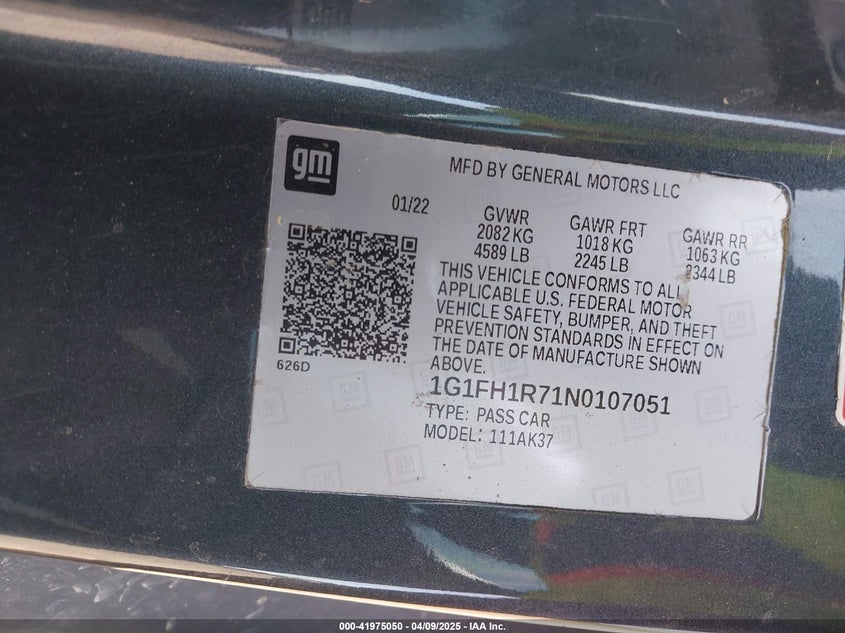 gm
MFD BY GENERAL MOTORS LLC
01/22
GVWR
2082 KG
4589 LB
GAWR FRT
1018 KG
2245 LB
GAWR RR
1063 KG
2344 LB
THIS VEHICLE CONFORMS TO ALL
APPLICABLE U.S. FEDERAL MOTOR
VEHICLE SAFETY, BUMPER, AND THEFT
PREVENTION STANDARDS IN EFFECT ON
THE DATE OF MANUFACTURE SHOWN
ABOVE.
626D
1G1FH1R71N0107051
TYPE: PASS CAR
MODEL: 111AK37
000-41975050 - 04/09/2025 - IAA Inc.